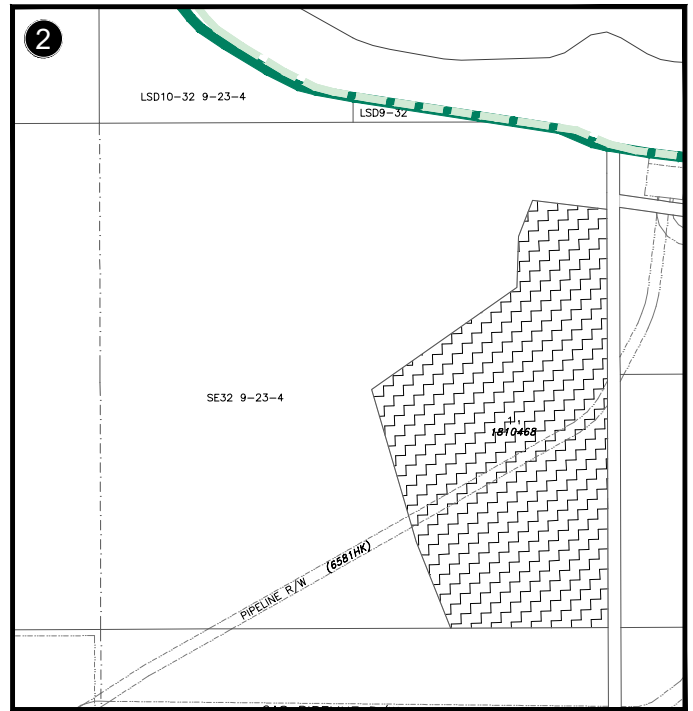 2
LSD10-32 9-23-4
LSD9-32
SE32 9-23-4
1,
1810468
(6581HK)
PIPELINE R/W